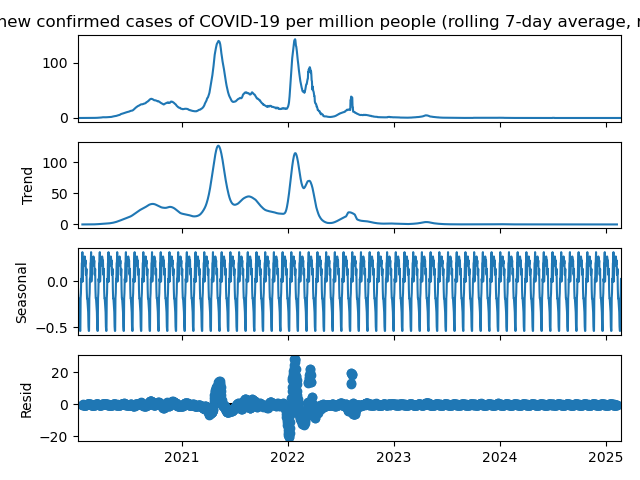 new confirmed cases of COVID-19 per million people (rolling 7-day average,
100
0
Trend
100
50
0
Seasonal
0.0
−0.5
Resid
20
0
−20
2021 2022 2023 2024 2025